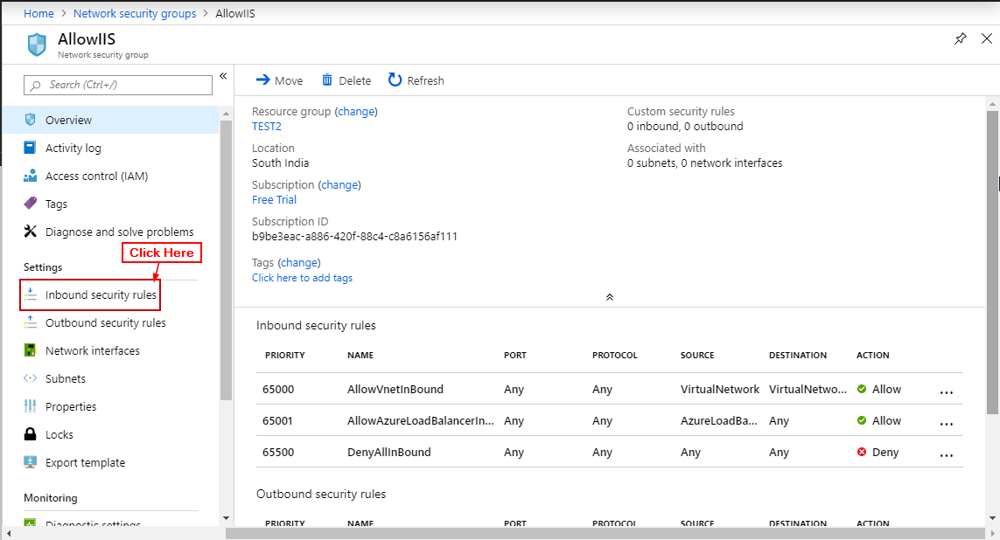 Home > Network security groups > AllowIIS
AllowIIS
Network security group
Search (Ctrl+/)
Overview
Activity log
Access control (IAM)
Tags
Diagnose and solve problems
Click Here
Settings
Inbound security rules
Outbound security rules
Network interfaces
Subnets
Properties
Locks
Export template
Monitoring
Diagnostic settings
Move Delete Refresh
Resource group (change)
TEST2
Location
South India
Subscription (change)
Free Trial
Subscription ID
b9be3eac-a886-420f-88c4-c8a6156af111
Tags (change)
Click here to add tags
Custom security rules
0 inbound, 0 outbound
Associated with
0 subnets, 0 network interfaces
Inbound security rules
PRIORITY NAME PORT PROTOCOL SOURCE DESTINATION ACTION
65000 AllowVnetInBound Any Any VirtualNetwork VirtualNetwo... Allow ...
65001 AllowAzureLoadBalancerIn... Any Any AzureLoadBa... Any Allow ...
65500 DenyAllInBound Any Any Any Any Deny ...
Outbound security rules
PRIORITY NAME PORT PROTOCOL SOURCE DESTINATION ACTION